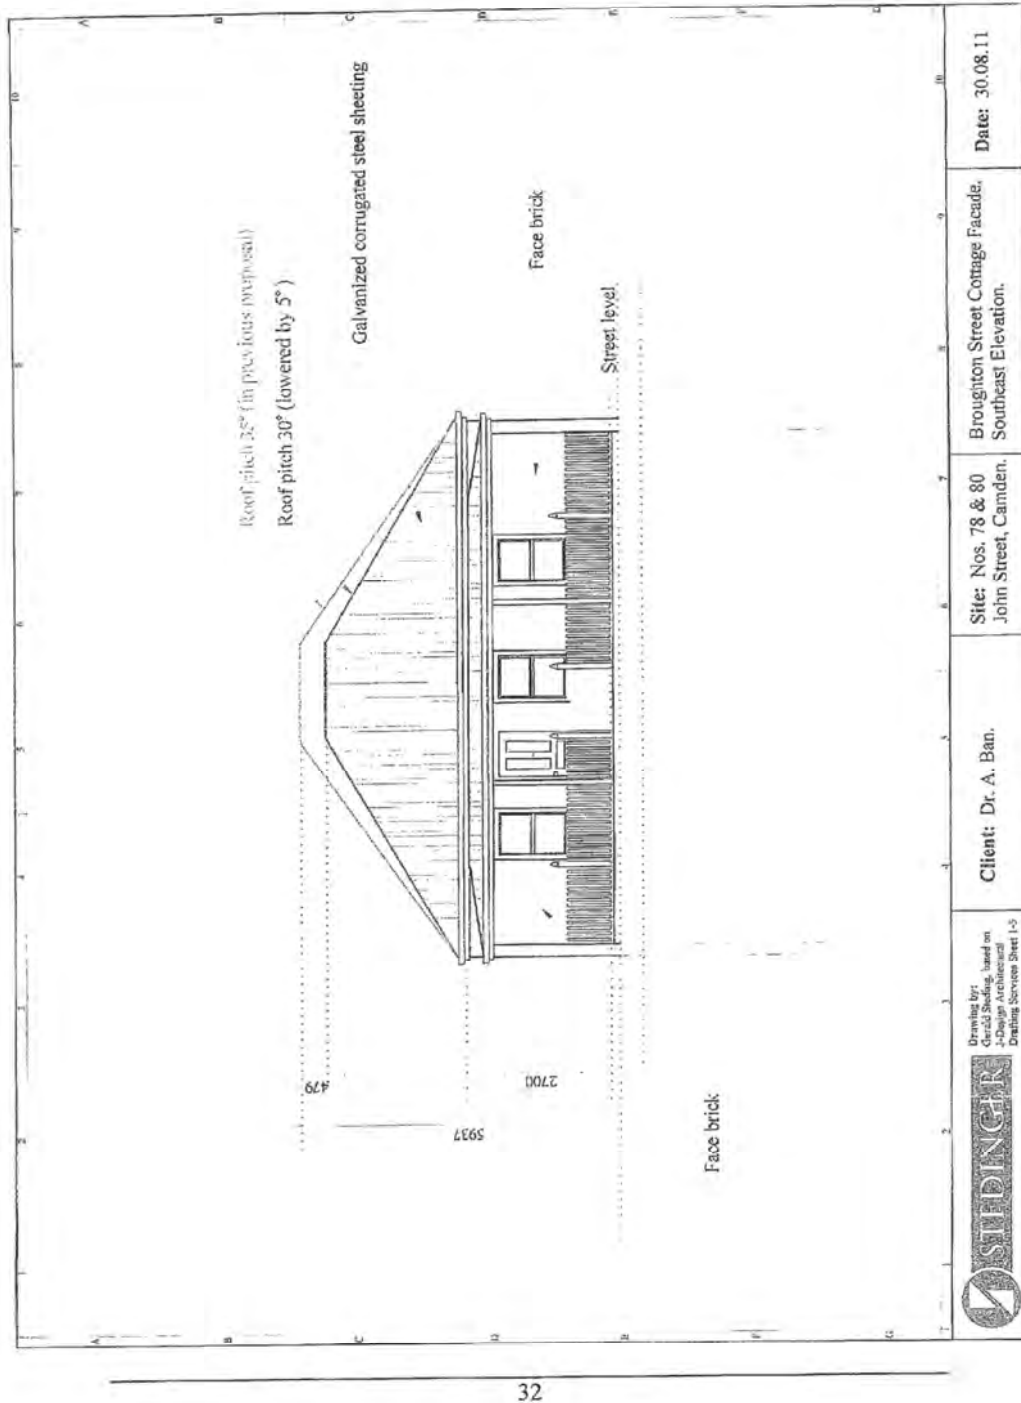 Roof pitch 35° (in previous proposal)
Roof pitch 30° (lowered by 5°)
Galvanized corrugated steel sheeting
Face brick
Street level
479
5937
2700
Face brick
Drawing by:
Gerald Steding, based on
J-Design Architectural
Drafting Services Sheet 1-5
Client: Dr. A. Ban.
Site: Nos. 78 & 80
John Street, Camden.
Broughton Street Cottage Facade.
Southeast Elevation.
Date: 30.08.11
32